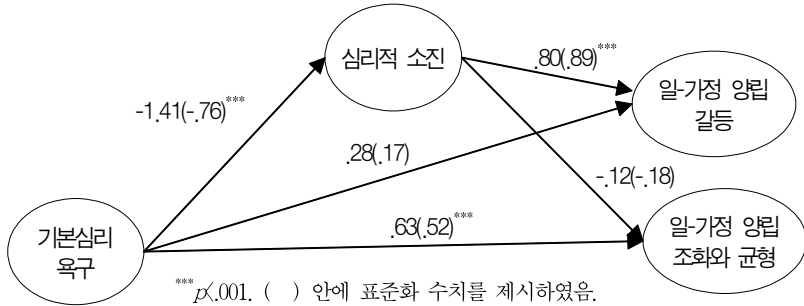 심리적 소진
.80(.89)***
일-가정 양립
갈등
-1.41(-.76)***
.28(.17)
-.12(-.18)
기본심리
욕구
.63(.52)***
일-가정 양립
조화와 균형
***p<.001. ( ) 안에 표준화 수치를 제시하였음.